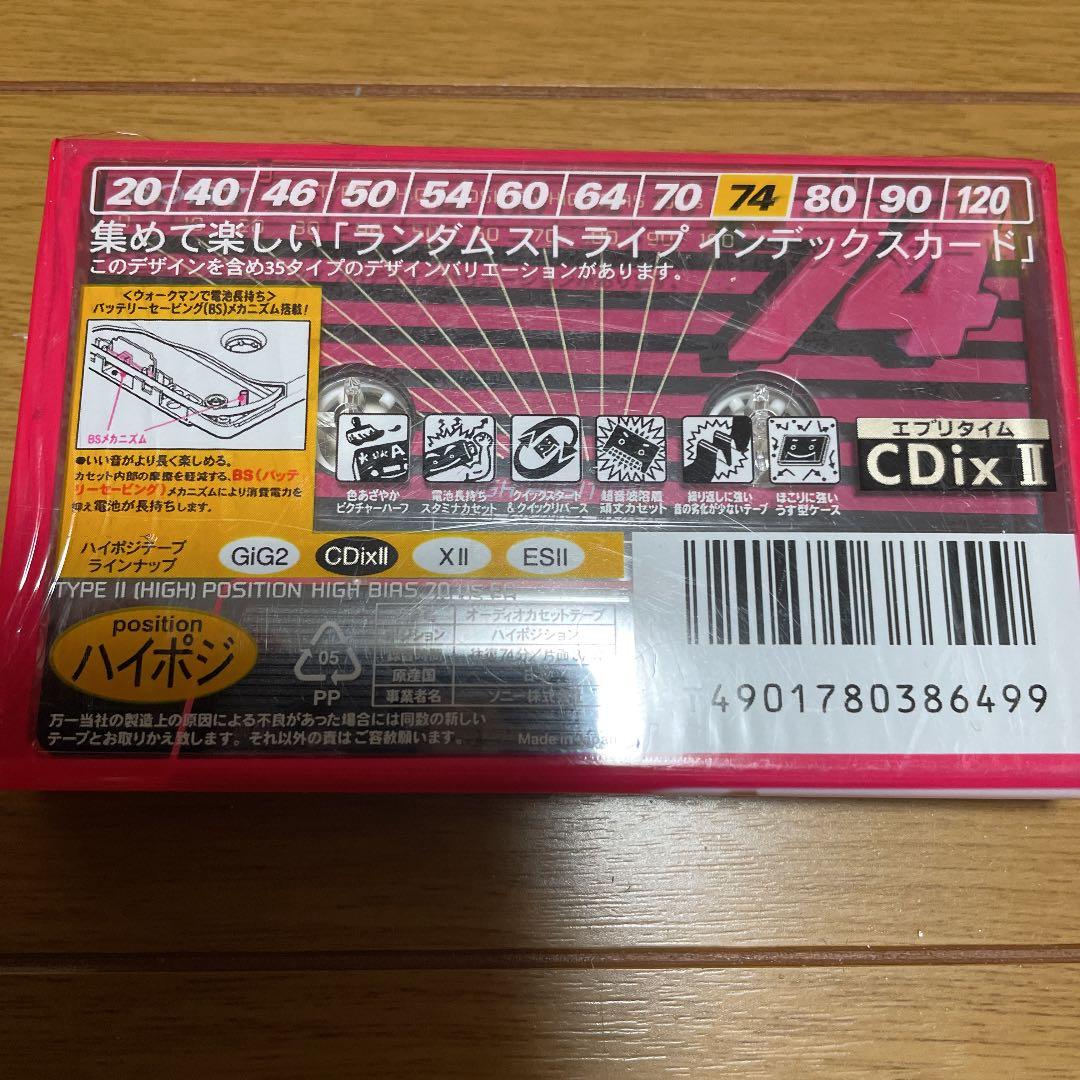 20 40 46 50 54 60 64 70 74 80 90 120
集めて楽しい「ランダム ストライプ インデックスカード」
このデザインを含め35タイプのデザインバリエーションがあります。
74
<ウォークマンで電池長持ち>
バッテリーセービング(BS)メカニズム搭載!
BSメカニズム
●いい音がより長く楽しめる。
カセット内部の摩擦を軽減する、BS(バッテ
リーセービング)メカニズムにより消費電力を
抑え電池が長持ちします。
色あざやか
ピクチャーハーフ
電池長持ち
スタミナカセット
クイックスタート
&クイックリバース
超音波溶着
頑丈カセット
繰り返しに強い
音の劣化が少ないテープ
ほこりに強い
うす型ケース
エブリタイム
CDix II
ハイポジテープ
ラインナップ
GiG2 CDixII XII ESII
TYPE II (HIGH) POSITION HIGH BIAS 70
position
ハイポジ
05
PP
オーディオカセットテープ
ハイポジション
往復74分/片面
原産国
事業者名 ソニー株式
万一当社の製造上の原因による不良があった場合には同数の新しい
テープとお取りかえ致します。それ以外の責はご容赦願います。
Made in Japan
T4901780386499